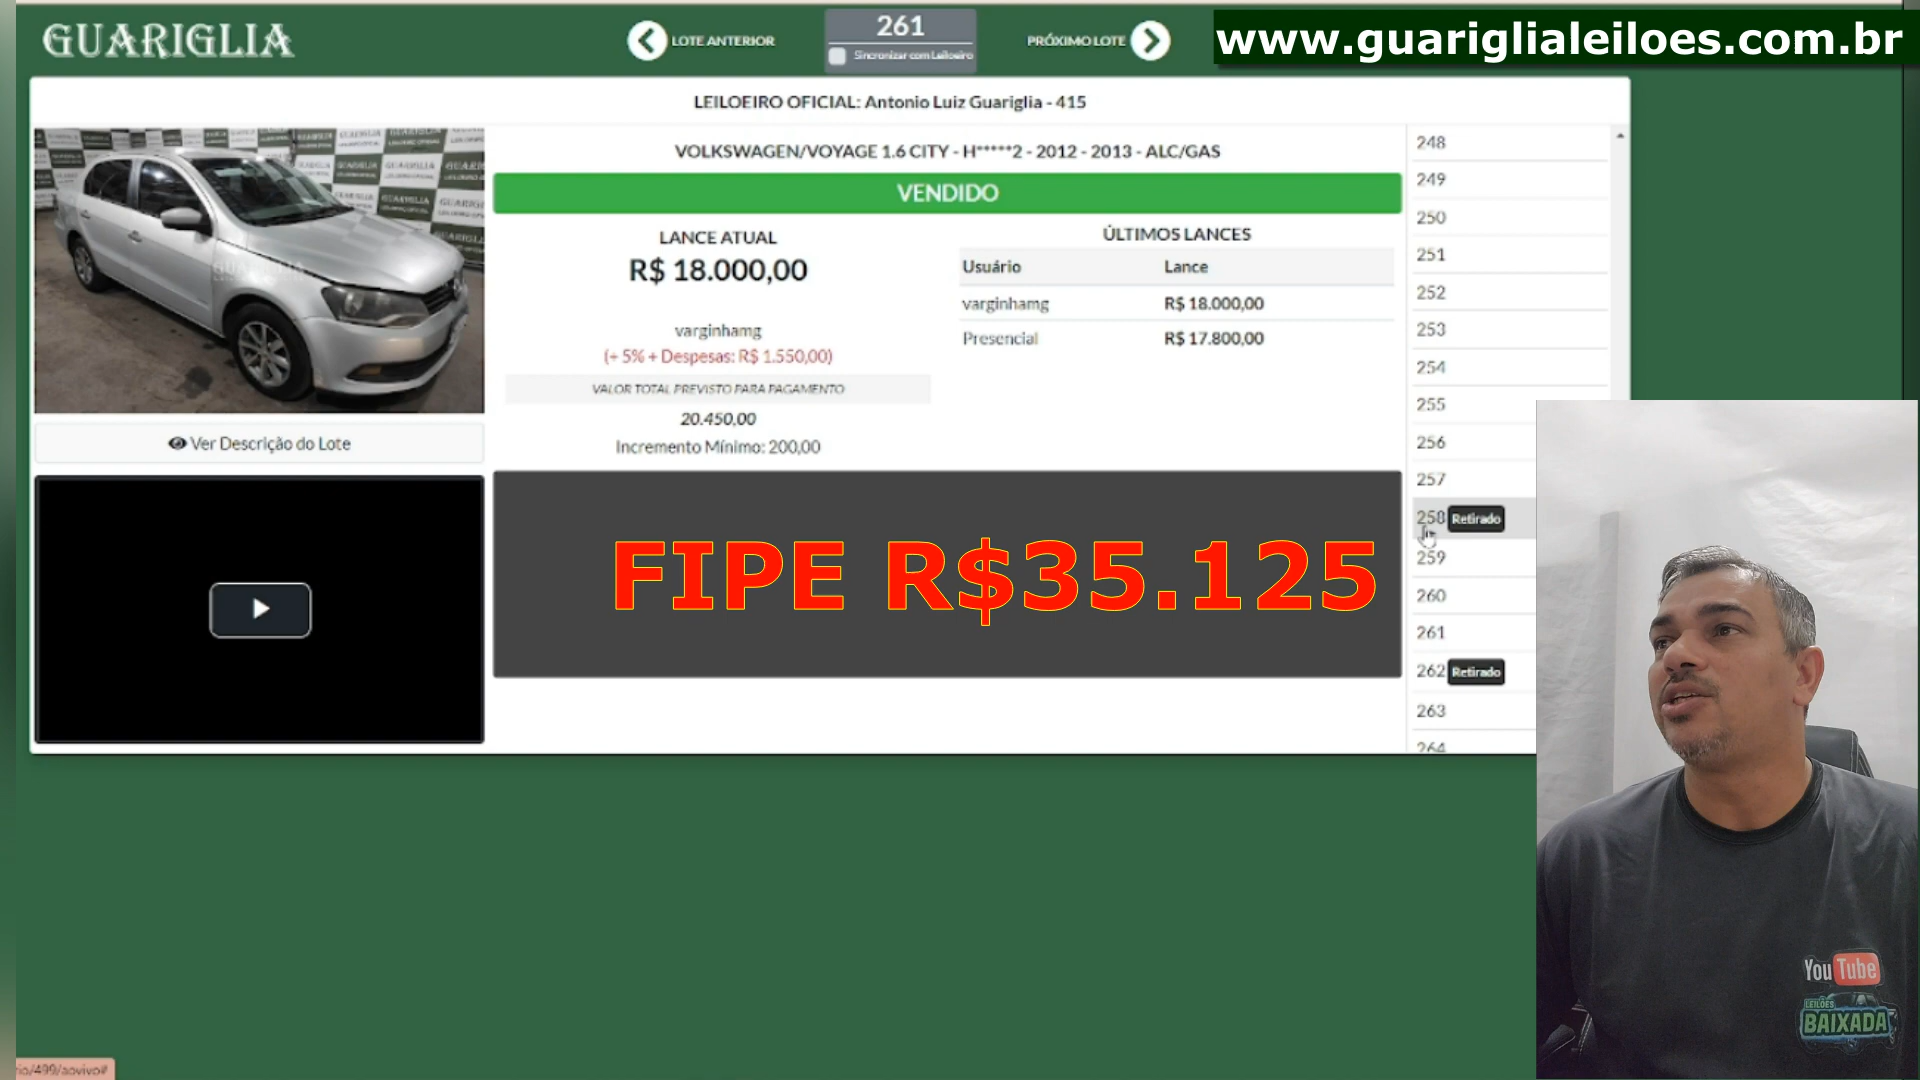 GUARIGLIA
LOTE ANTERIOR
261
Sincronizar com Leiloeiro
PRÓXIMO LOTE
www.guariglialeiloes.com.br
LEILOEIRO OFICIAL: Antonio Luiz Guariglia - 415
VOLKSWAGEN/VOYAGE 1.6 CITY - H*****2 - 2012 - 2013 - ALC/GAS
VENDIDO
LANCE ATUAL
R$ 18.000,00
varginhamg
(+ 5% + Despesas: R$ 1.550,00)
VALOR TOTAL PREVISTO PARA PAGAMENTO
20.450,00
Incremento Mínimo: 200,00
ÚLTIMOS LANCES
Usuário Lance
varginhamg R$ 18.000,00
Presencial R$ 17.800,00
Ver Descrição do Lote
FIPE R$35.125
248
249
250
251
252
253
254
255
256
257
258 Retirado
259
260
261
262 Retirado
263
264
YouTube
LEILÕES
BAIXADA
io/499/aovivo#